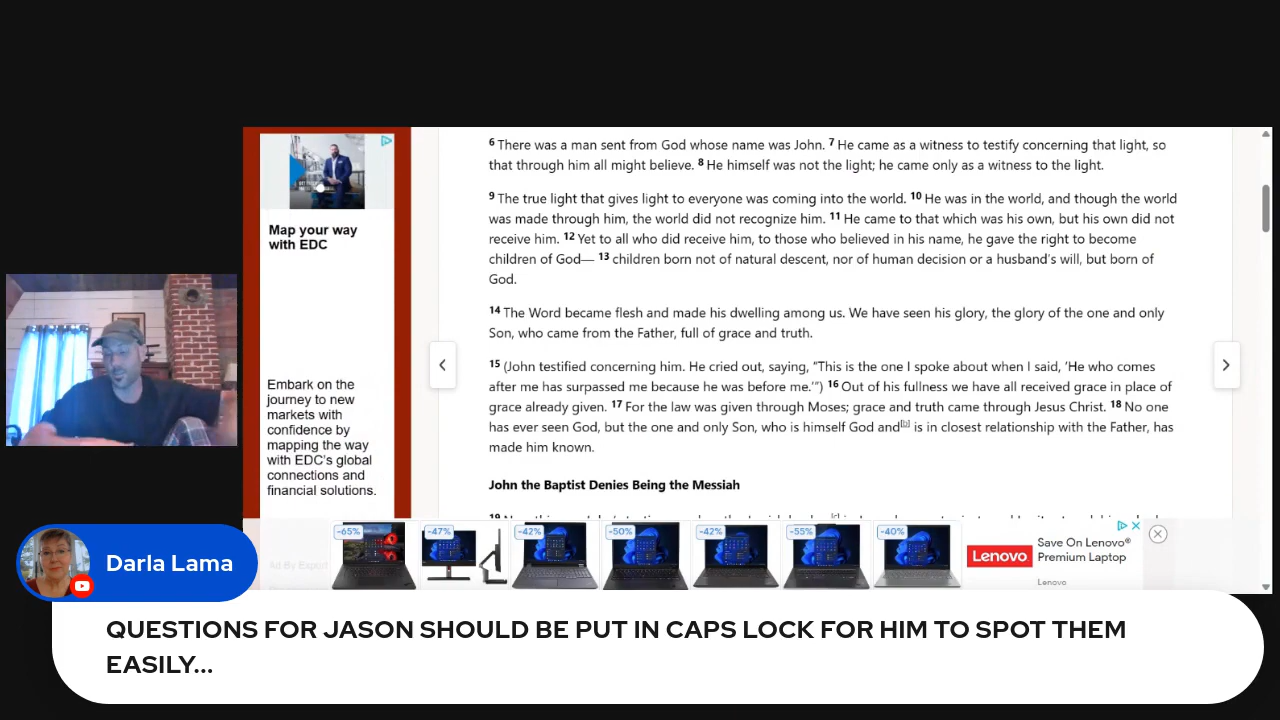 6 There was a man sent from God whose name was John. 7 He came as a witness to testify concerning that light, so
that through him all might believe. 8 He himself was not the light; he came only as a witness to the light.
9 The true light that gives light to everyone was coming into the world. 10 He was in the world, and though the world
was made through him, the world did not recognize him. 11 He came to that which was his own, but his own did not
receive him. 12 Yet to all who did receive him, to those who believed in his name, he gave the right to become
children of God— 13 children born not of natural descent, nor of human decision or a husband's will, but born of
God.
14 The Word became flesh and made his dwelling among us. We have seen his glory, the glory of the one and only
Son, who came from the Father, full of grace and truth.
15 (John testified concerning him. He cried out, saying, “This is the one I spoke about when I said, ‘He who comes
after me has surpassed me because he was before me.’”) 16 Out of his fullness we have all received grace in place of
grace already given. 17 For the law was given through Moses; grace and truth came through Jesus Christ. 18 No one
has ever seen God, but the one and only Son, who is himself God and[b] is in closest relationship with the Father, has
made him known.
John the Baptist Denies Being the Messiah
Map your way
with EDC
Embark on the
journey to new
markets with
confidence by
mapping the way
with EDC's global
connections and
financial solutions.
-65% -47% -42% -50% -42% -55% -40%
Lenovo
Save On Lenovo®
Premium Laptop
Lenovo
Darla Lama
QUESTIONS FOR JASON SHOULD BE PUT IN CAPS LOCK FOR HIM TO SPOT THEM
EASILY...